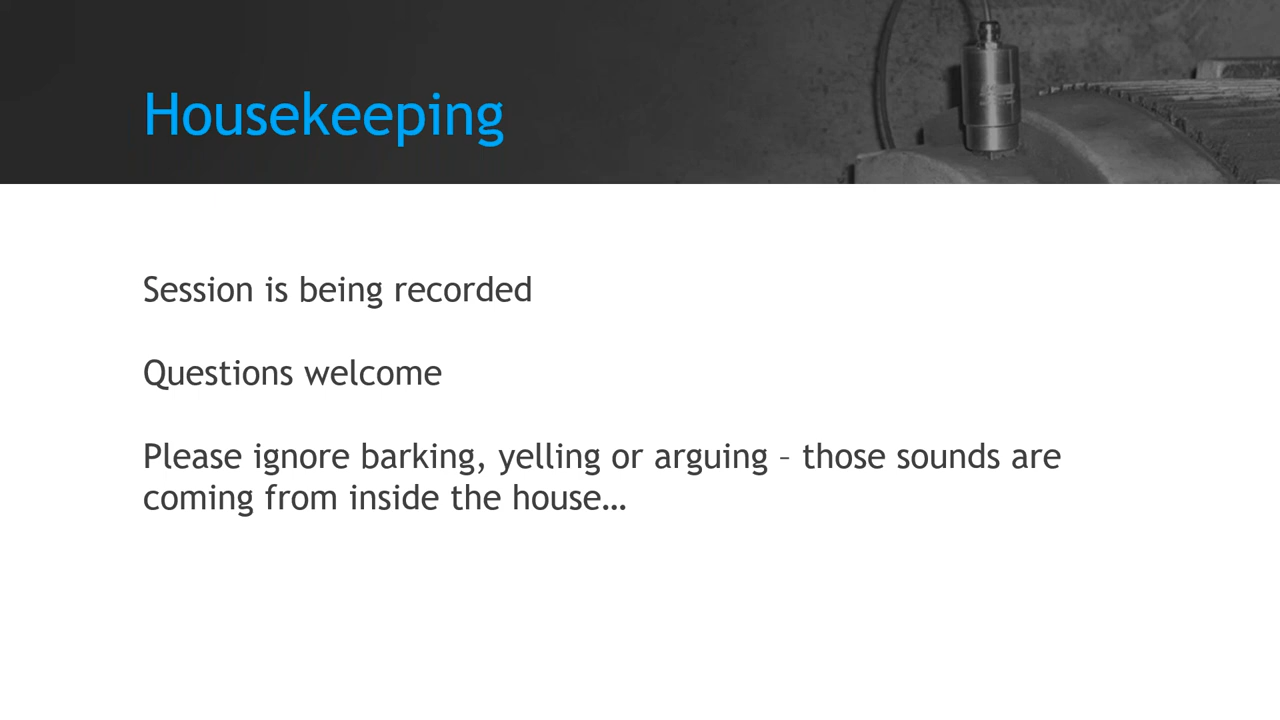 Housekeeping
Session is being recorded
Questions welcome
Please ignore barking, yelling or arguing – those sounds are
coming from inside the house…